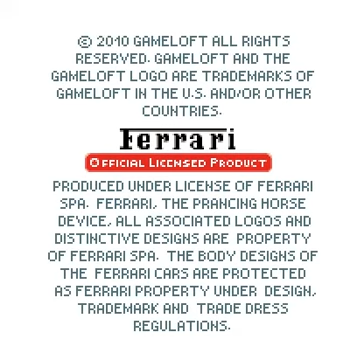 © 2010 GAMELOFT ALL RIGHTS
RESERVED. GAMELOFT AND THE
GAMELOFT LOGO ARE TRADEMARKS OF
GAMELOFT IN THE U.S. AND/OR OTHER
COUNTRIES.
Ferrari
OFFICIAL LICENSED PRODUCT
PRODUCED UNDER LICENSE OF FERRARI
SPA. FERRARI, THE PRANCING HORSE
DEVICE, ALL ASSOCIATED LOGOS AND
DISTINCTIVE DESIGNS ARE PROPERTY
OF FERRARI SPA. THE BODY DESIGNS OF
THE FERRARI CARS ARE PROTECTED
AS FERRARI PROPERTY UNDER DESIGN,
TRADEMARK AND TRADE DRESS
REGULATIONS.